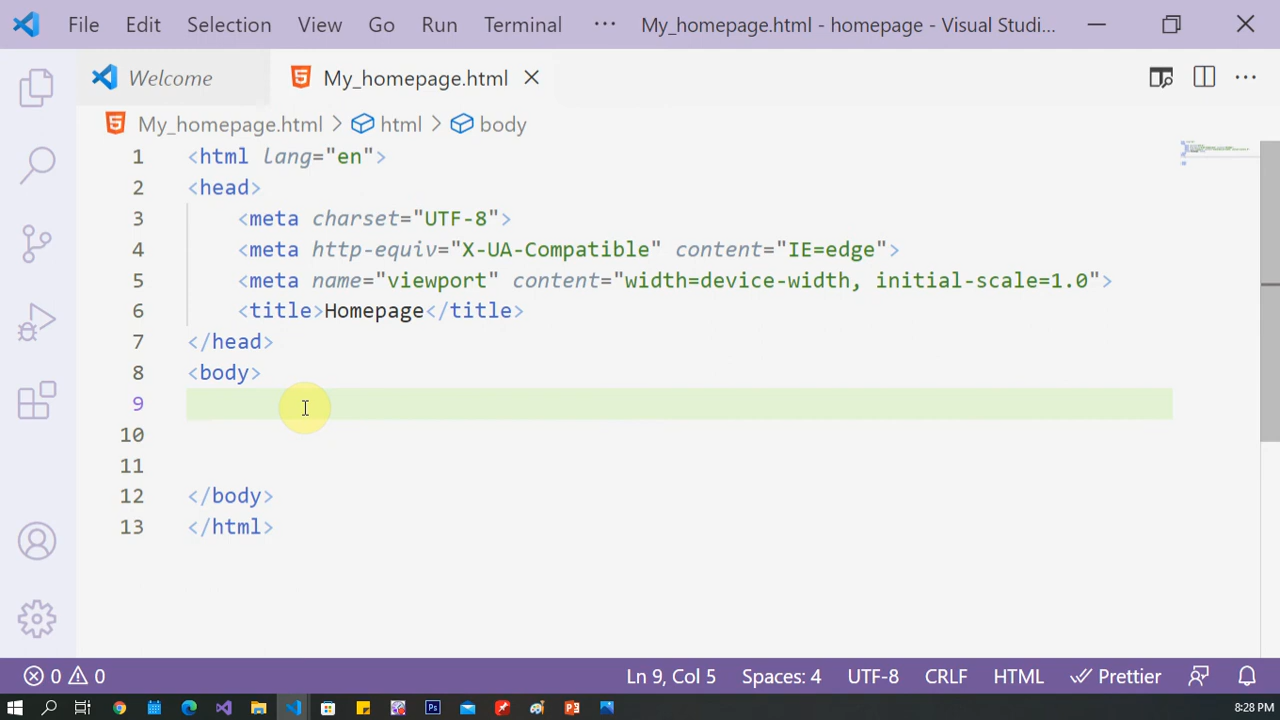 File Edit Selection View Go Run Terminal ··· My_homepage.html - homepage - Visual Studi...
Welcome My_homepage.html
My_homepage.html > html > body
1 <html lang="en">
2 <head>
3 <meta charset="UTF-8">
4 <meta http-equiv="X-UA-Compatible" content="IE=edge">
5 <meta name="viewport" content="width=device-width, initial-scale=1.0">
6 <title>Homepage</title>
7 </head>
8 <body>
9
10
11
12 </body>
13 </html>
0 0 Ln 9, Col 5 Spaces: 4 UTF-8 CRLF HTML Prettier
Ps 8:28 PM